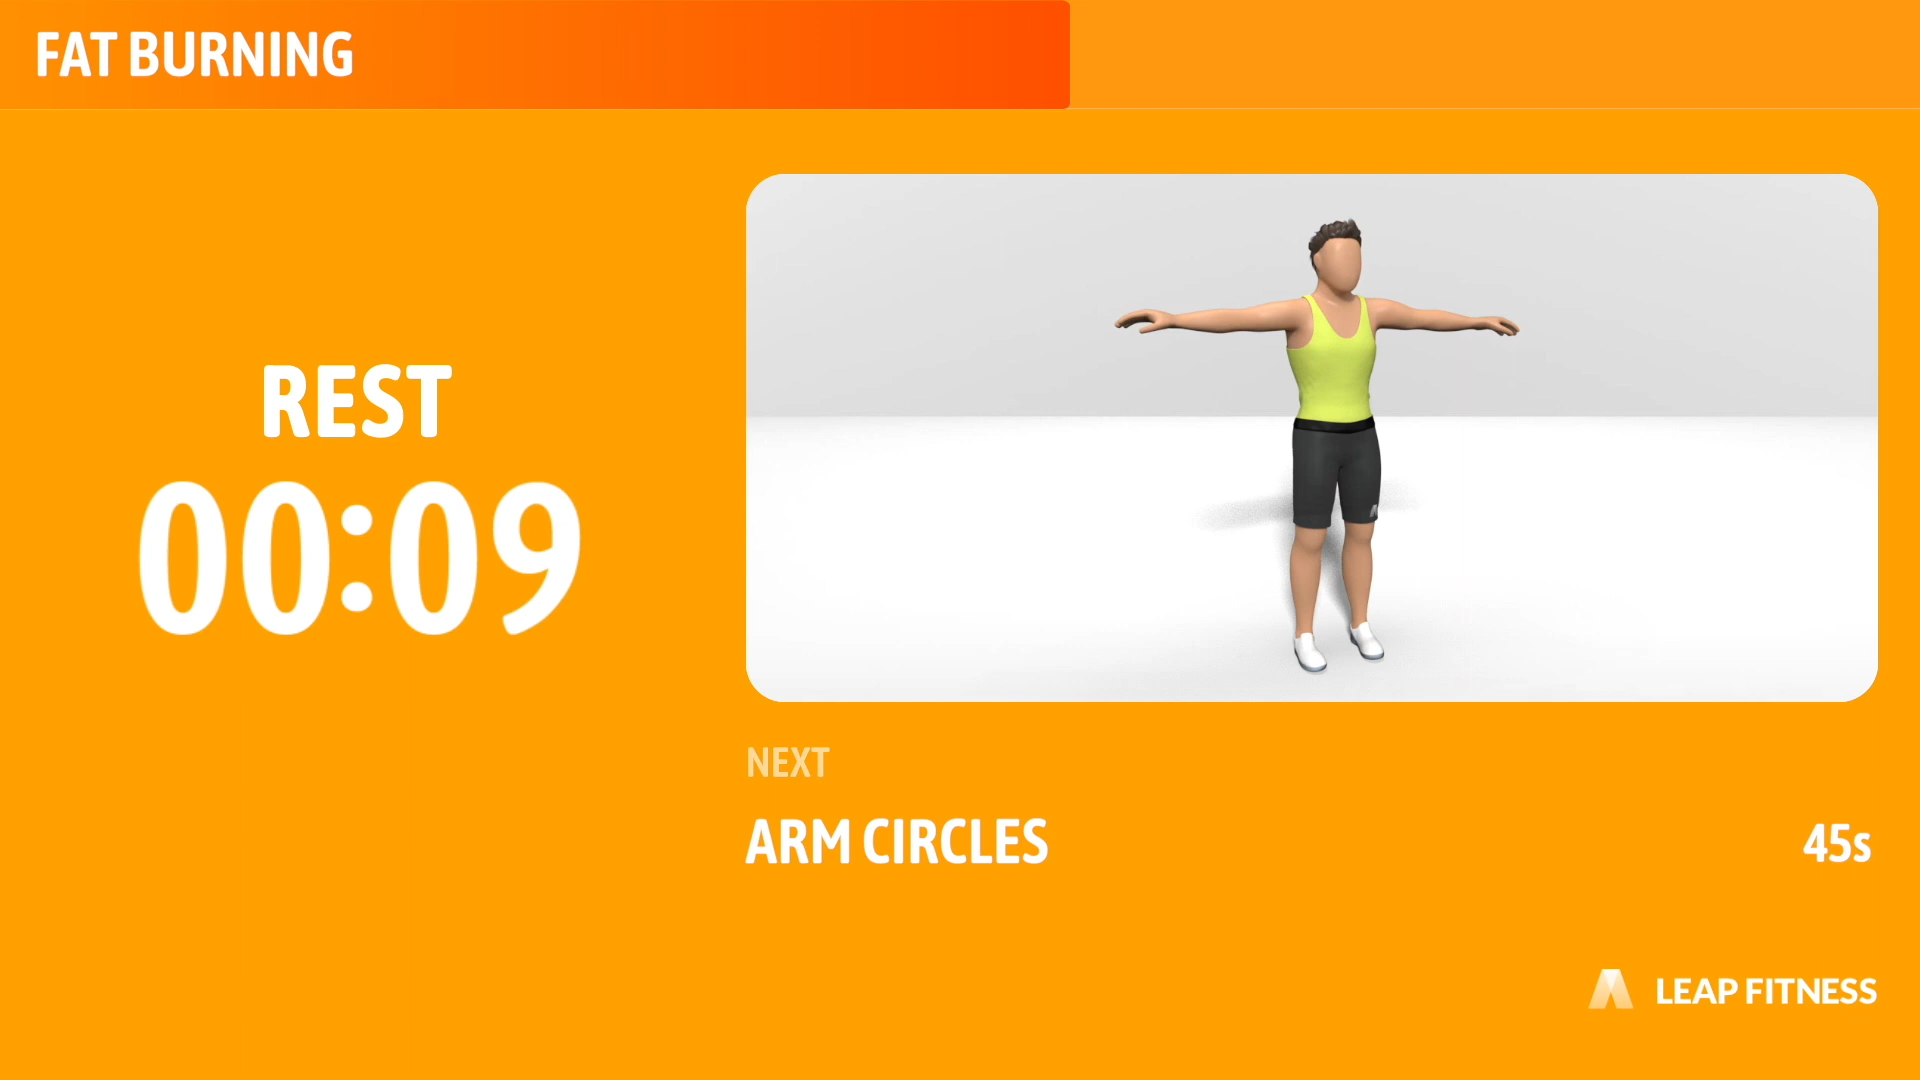 FAT BURNING
REST
00:09
NEXT
ARM CIRCLES
45s
LEAP FITNESS